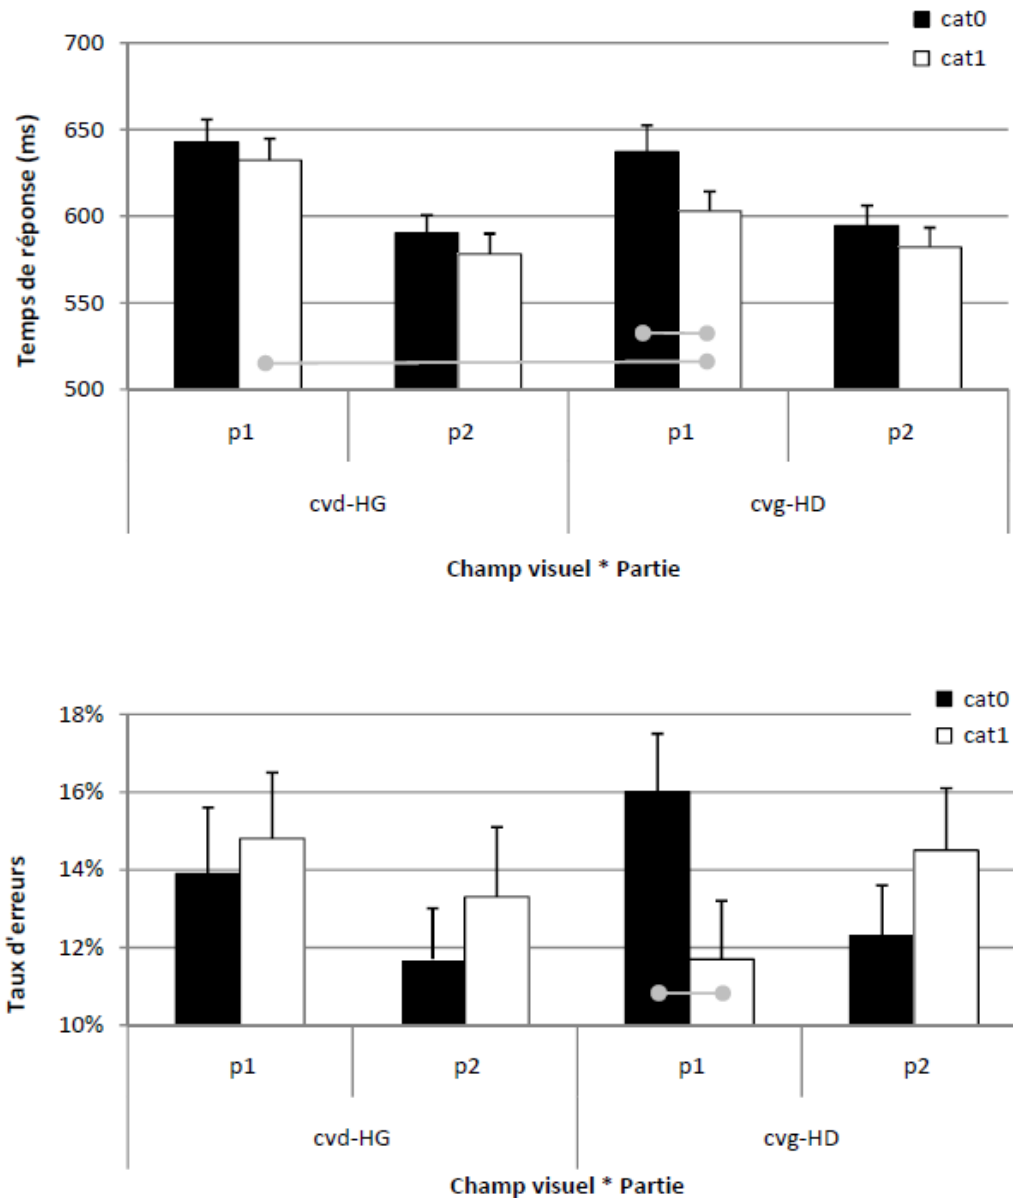 cat0
cat1
700
650
600
550
500
Temps de réponse (ms)
p1 p2 p1 p2
cvd-HG cvg-HD
Champ visuel * Partie
cat0
cat1
18%
16%
14%
12%
10%
Taux d'erreurs
p1 p2 p1 p2
cvd-HG cvg-HD
Champ visuel * Partie